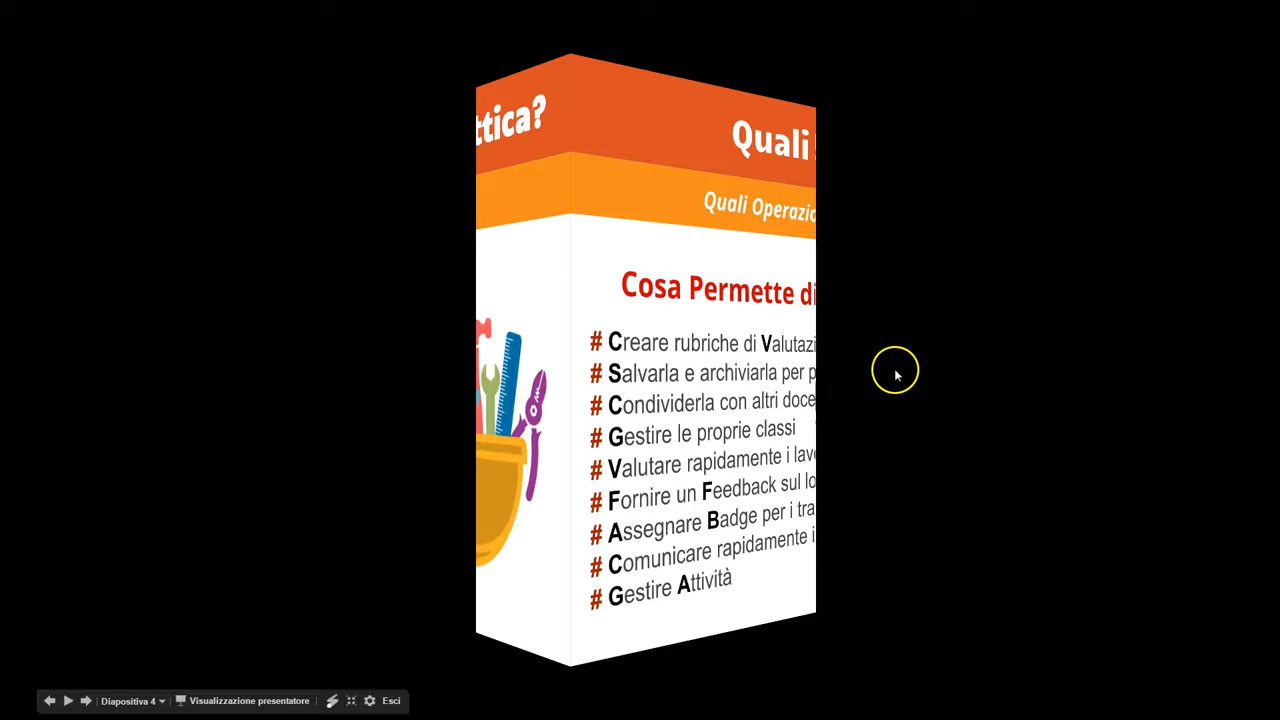 ttica?
Quali
Quali Operazio
Cosa Permette di
# Creare rubriche di Valutazi
# Salvarla e archiviarla per p
# Condividerla con altri doce
# Gestire le proprie classi
# Valutare rapidamente i lav
# Fornire un Feedback sul lo
# Assegnare Badge per i tra
# Comunicare rapidamente i
# Gestire Attività
Diapositiva 4 Visualizzazione presentatore Esci